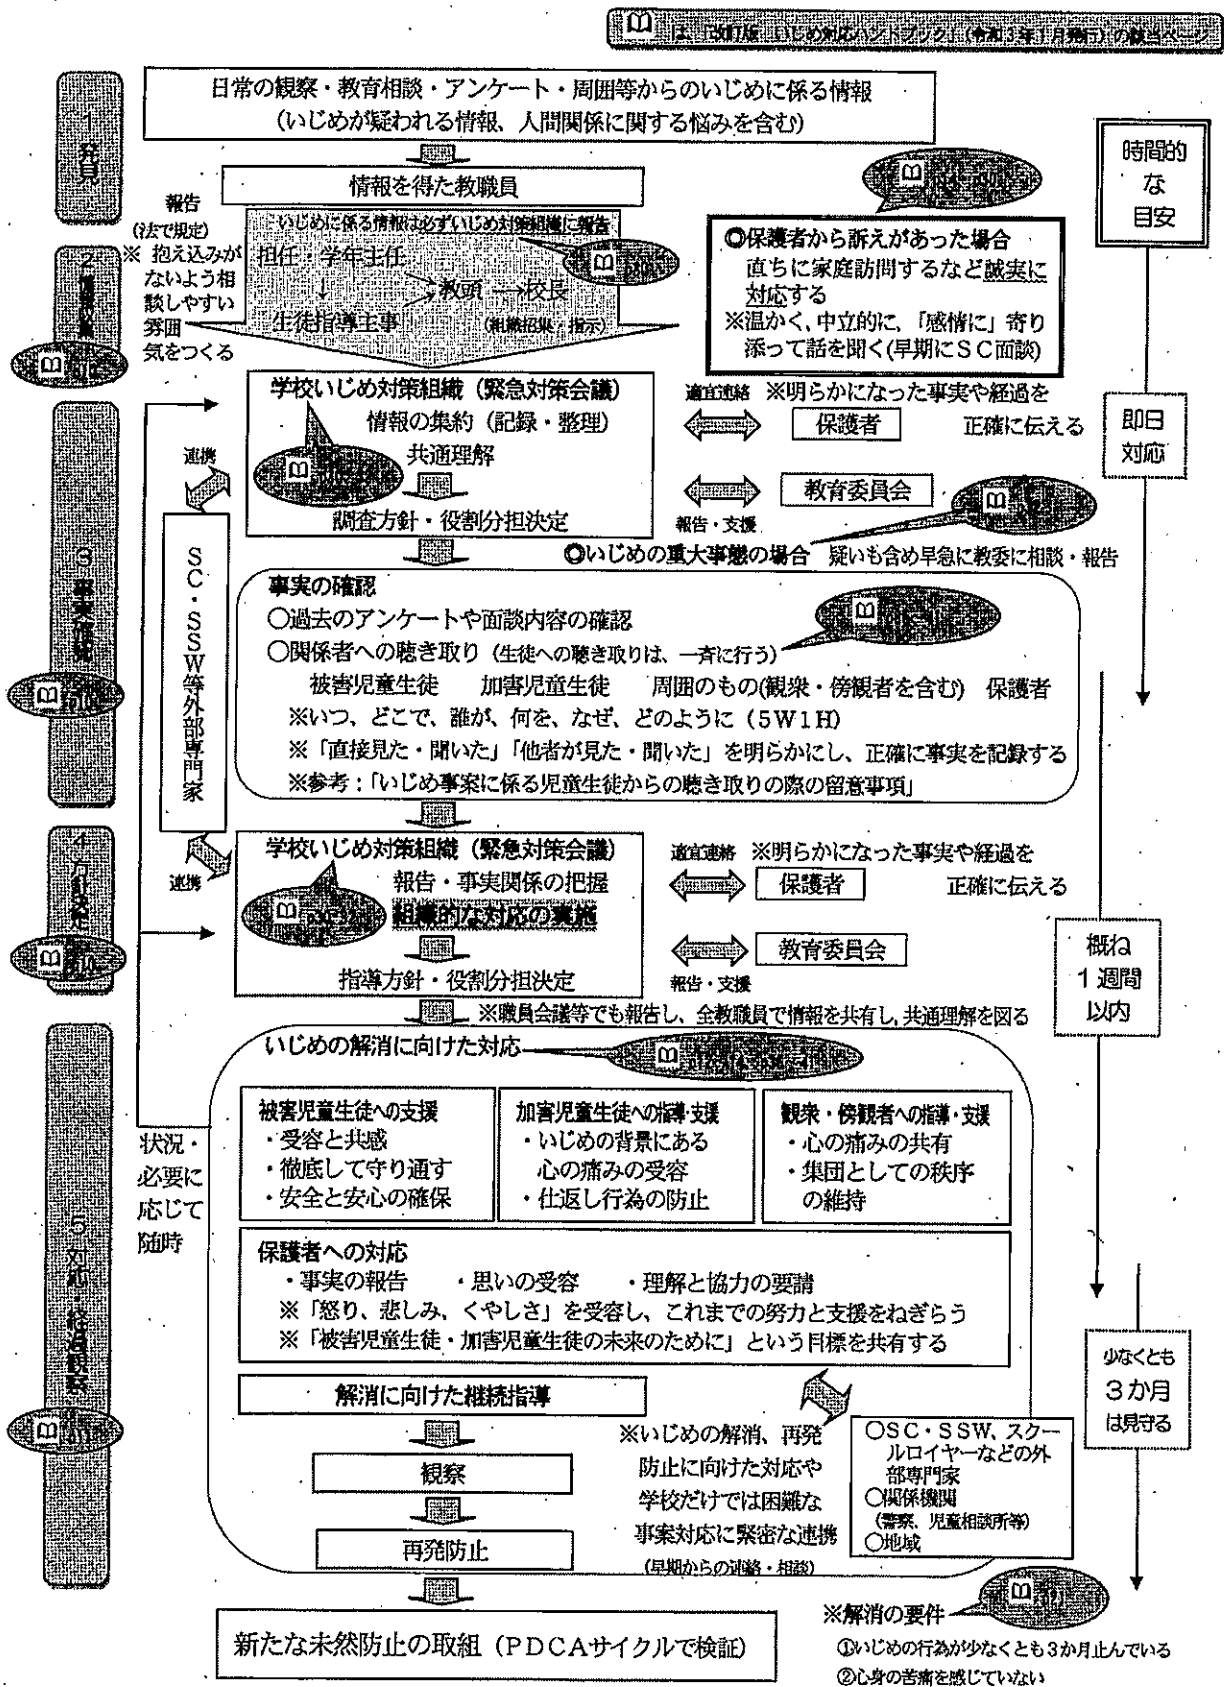 は、「改訂版 いじめ対応ハンドブック」(令和3年1月発行)の該当ページ
1 発見
日常の観察・教育相談・アンケート・周囲等からのいじめに係る情報
(いじめが疑われる情報、人間関係に関する悩みを含む)
時間的
な
目安
情報を得た教職員
報告
(法で規定)
※ 抱え込みが
ないよう相
談しやすい
雰囲
気をつくる
いじめに係る情報は必ずいじめ対策組織に報告
担任・学年主任
↓
教頭→校長
生徒指導主事
(組織招集・指示)
◎保護者から訴えがあった場合
直ちに家庭訪問するなど誠実に
対応する
※温かく、中立的に、「感情に」寄り
添って話を聞く(早期にSC面談)
学校いじめ対策組織(緊急対策会議)
情報の集約(記録・整理)
共通理解
調査方針・役割分担決定
適宜連絡 ※明らかになった事実や経過を
保護者 正確に伝える
教育委員会
報告・支援
即日
対応
連携
SC・SSW等外部専門家
連携
◎いじめの重大事態の場合 疑いも含め早急に教委に相談・報告
3 事実確認
事実の確認
○過去のアンケートや面談内容の確認
○関係者への聴き取り(生徒への聴き取りは、一斉に行う)
被害児童生徒 加害児童生徒 周囲のもの(観衆・傍観者を含む) 保護者
※いつ、どこで、誰が、何を、なぜ、どのように(5W1H)
※「直接見た・聞いた」「他者が見た・聞いた」を明らかにし、正確に事実を記録する
※参考:「いじめ事案に係る児童生徒からの聴き取りの際の留意事項」
4 方針決定
学校いじめ対策組織(緊急対策会議)
報告・事実関係の把握
組織的な対応の実施
指導方針・役割分担決定
適宜連絡 ※明らかになった事実や経過を
保護者 正確に伝える
教育委員会
報告・支援
概ね
1週間
以内
※職員会議等でも報告し、全教職員で情報を共有し、共通理解を図る
5 対応・経過観察
状況・
必要に
応じて
随時
いじめの解消に向けた対応
被害児童生徒への支援
・受容と共感
・徹底して守り通す
・安全と安心の確保
加害児童生徒への指導・支援
・いじめの背景にある
心の痛みの受容
・仕返し行為の防止
観衆・傍観者への指導・支援
・心の痛みの共有
・集団としての秩序
の維持
保護者への対応
・事実の報告 ・思いの受容 ・理解と協力の要請
※「怒り、悲しみ、くやしさ」を受容し、これまでの努力と支援をねぎらう
※「被害児童生徒・加害児童生徒の未来のために」という目標を共有する
解消に向けた継続指導
観察
再発防止
※いじめの解消、再発
防止に向けた対応や
学校だけでは困難な
事案対応に緊密な連携
(早期からの連絡・相談)
○SC・SSW、スクー
ルロイヤーなどの外
部専門家
○関係機関
(警察、児童相談所等)
○地域
少なくとも
3か月
は見守る
新たな未然防止の取組(PDCAサイクルで検証)
※解消の要件
①いじめの行為が少なくとも3か月止んでいる
②心身の苦痛を感じていない